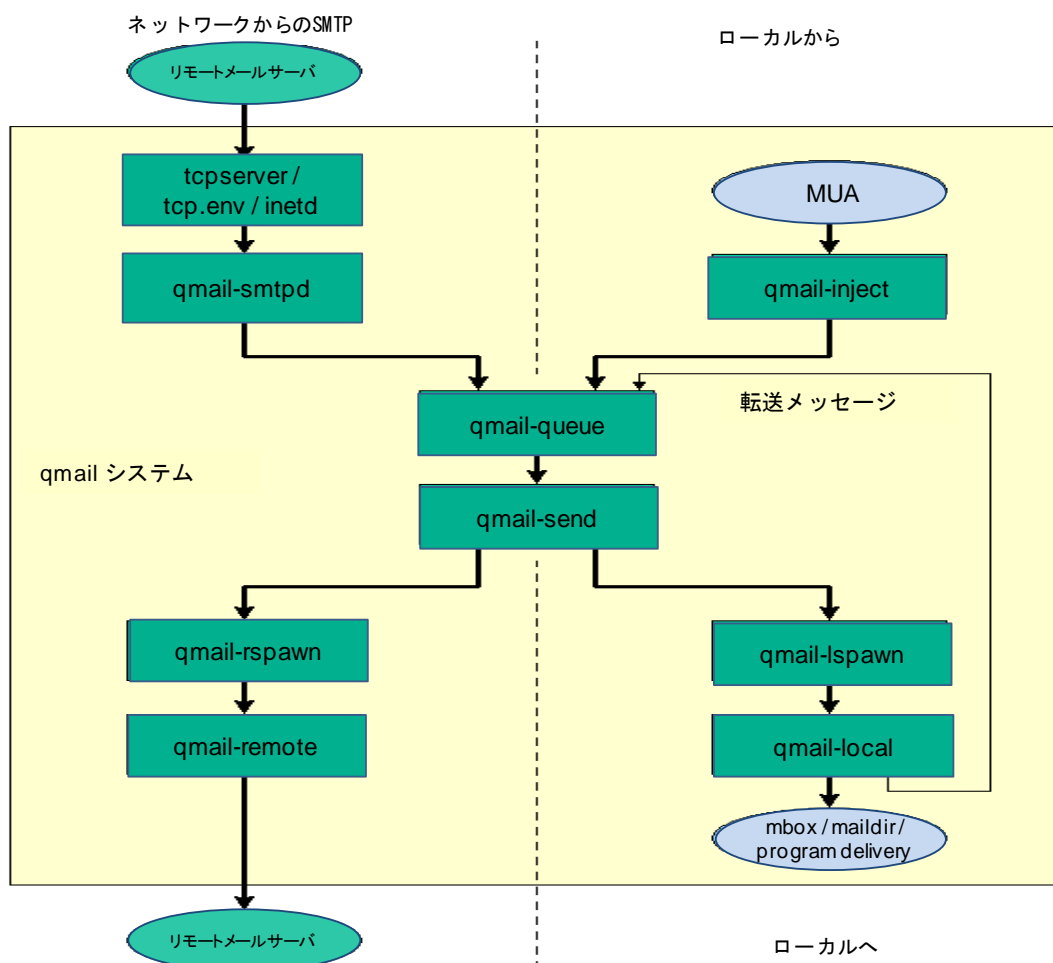 ネットワークからのSMTP
ローカルから
リモートメールサーバ
tcpserver /
tcp.env / inetd
MUA
qmail-smtpd
qmail-inject
転送メッセージ
qmail-queue
qmail システム
qmail-send
qmail-rspawn
qmail-lspawn
qmail-remote
qmail-local
mbox / maildir /
program delivery
リモートメールサーバ
ローカルへ